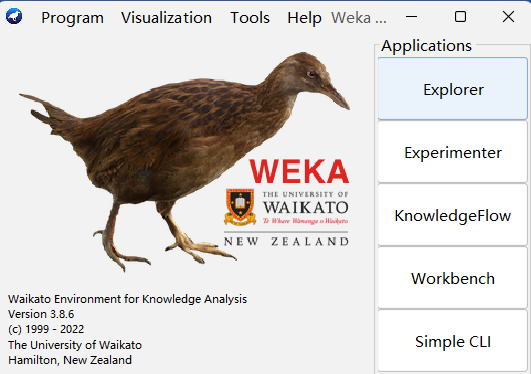 Program Visualization Tools Help Weka ...
Applications
Explorer
Experimenter
KnowledgeFlow
Workbench
Simple CLI
WEKA
THE UNIVERSITY OF
WAIKATO
Te Whare Wānanga o Waikato
NEW ZEALAND
Waikato Environment for Knowledge Analysis
Version 3.8.6
(c) 1999 - 2022
The University of Waikato
Hamilton, New Zealand